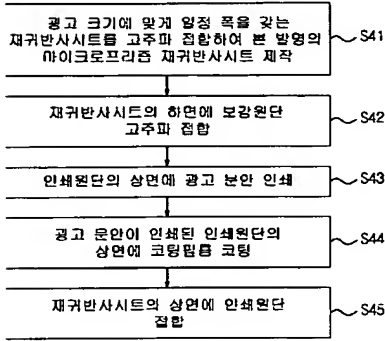 광고 크기에 맞게 일정 폭을 갖는
재귀반사시트를 고주파 접합하여 본 발명의
마이크로프리즘 재귀반사시트 제작
S41
재귀반사시트의 하면에 보강원단
고주파 접합
S42
인쇄원단의 상면에 광고 문안 인쇄
S43
광고 문안이 인쇄된 인쇄원단의
상면에 코팅필름 코팅
S44
재귀반사시트의 상면에 인쇄원단
접합
S45